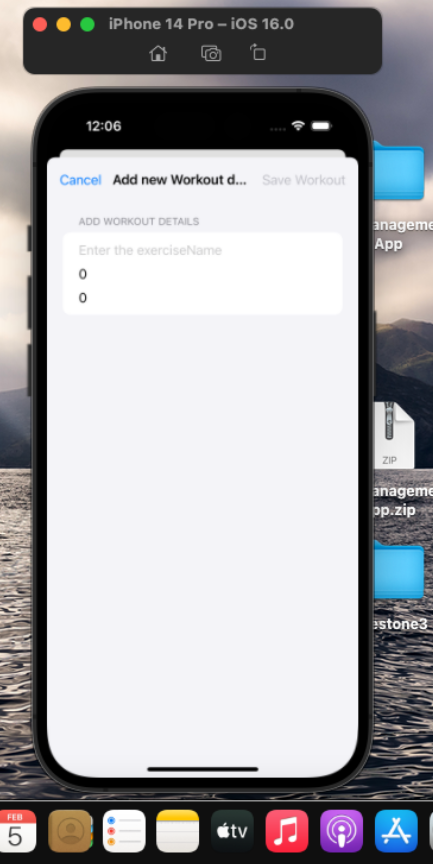 iPhone 14 Pro – iOS 16.0
12:06
Cancel Add new Workout d... Save Workout
ADD WORKOUT DETAILS
Enter the exerciseName
0
0
anageme
App
ZIP
anageme
pp.zip
estone3
FEB
5
tv